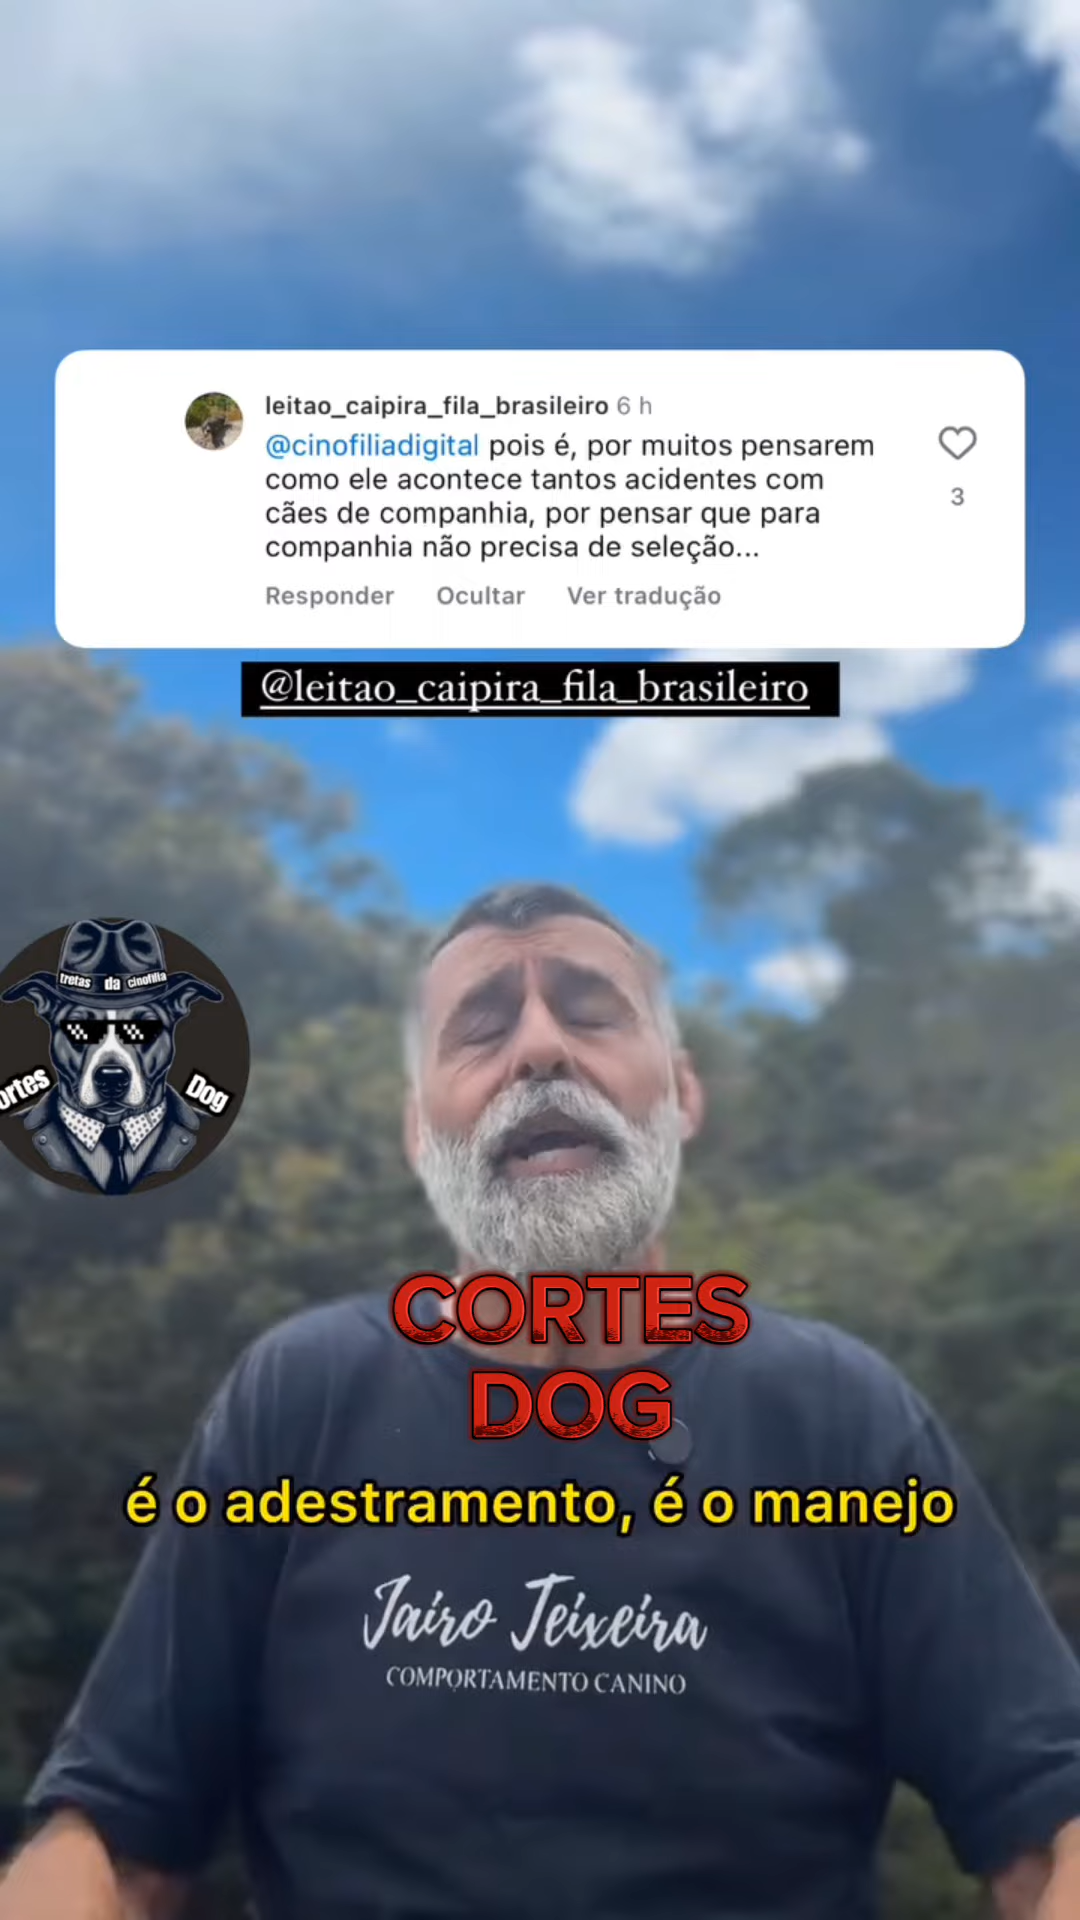 leitao_caipira_fila_brasileiro 6 h
@cinofiliadigital pois é, por muitos pensarem
como ele acontece tantos acidentes com
cães de companhia, por pensar que para
companhia não precisa de seleção...
3
Responder Ocultar Ver tradução
@leitao_caipira_fila_brasileiro
tretas da cinofilia
ortes Dog
CORTES
DOG
é o adestramento, é o manejo
Jairo Teixeira
COMPORTAMENTO CANINO